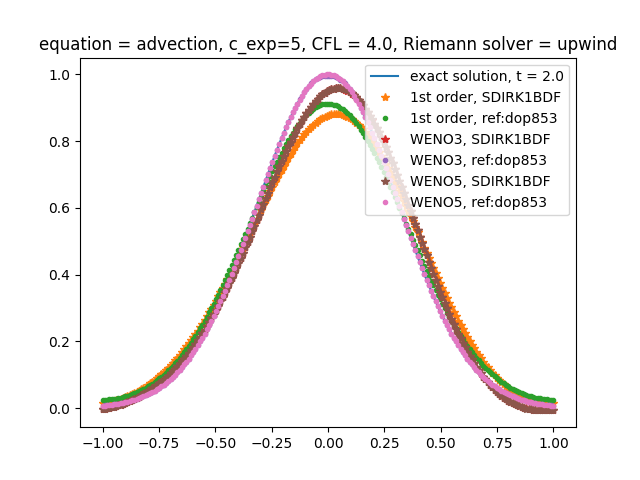 equation = advection, c_exp=5, CFL = 4.0, Riemann solver = upwind
exact solution, t = 2.0
1st order, SDIRK1BDF
1st order, ref:dop853
WENO3, SDIRK1BDF
WENO3, ref:dop853
WENO5, SDIRK1BDF
WENO5, ref:dop853
1.0
0.8
0.6
0.4
0.2
0.0
−1.00 −0.75 −0.50 −0.25 0.00 0.25 0.50 0.75 1.00